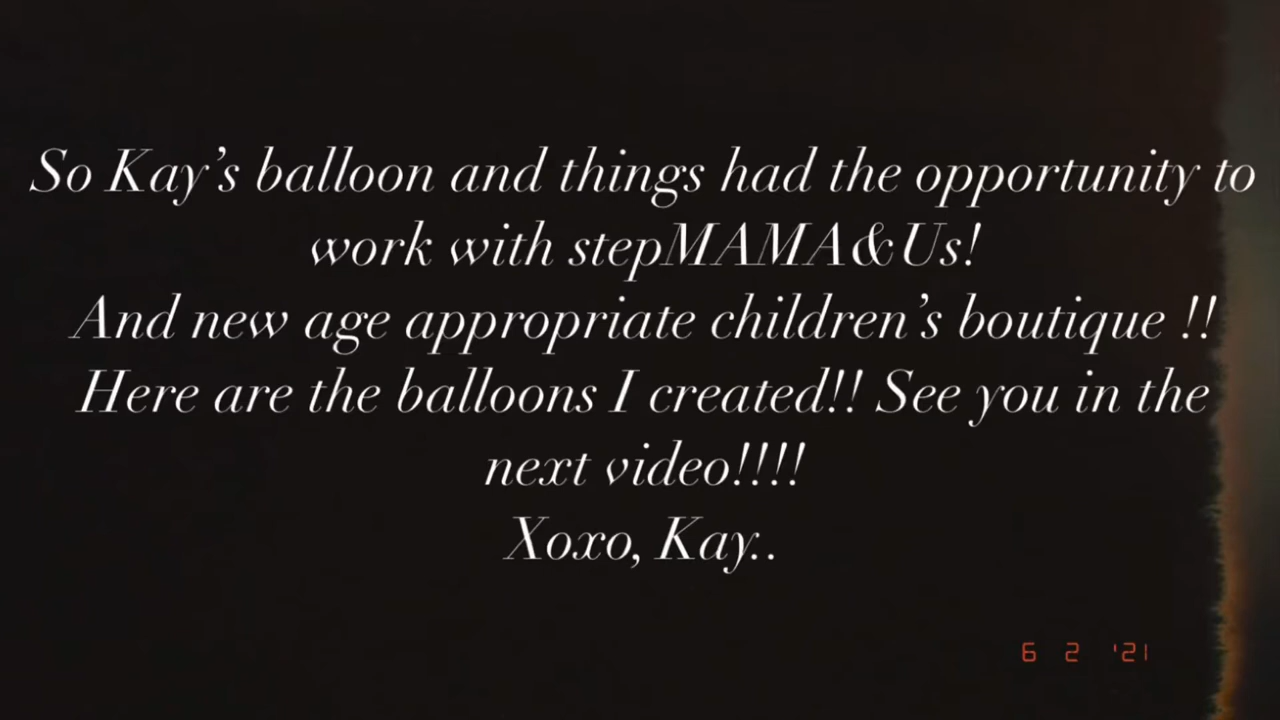 So Kay’s balloon and things had the opportunity to
work with stepMAMA&Us!
And new age appropriate children’s boutique !!
Here are the balloons I created!! See you in the
next video!!!!
Xoxo, Kay..
6 2 '21